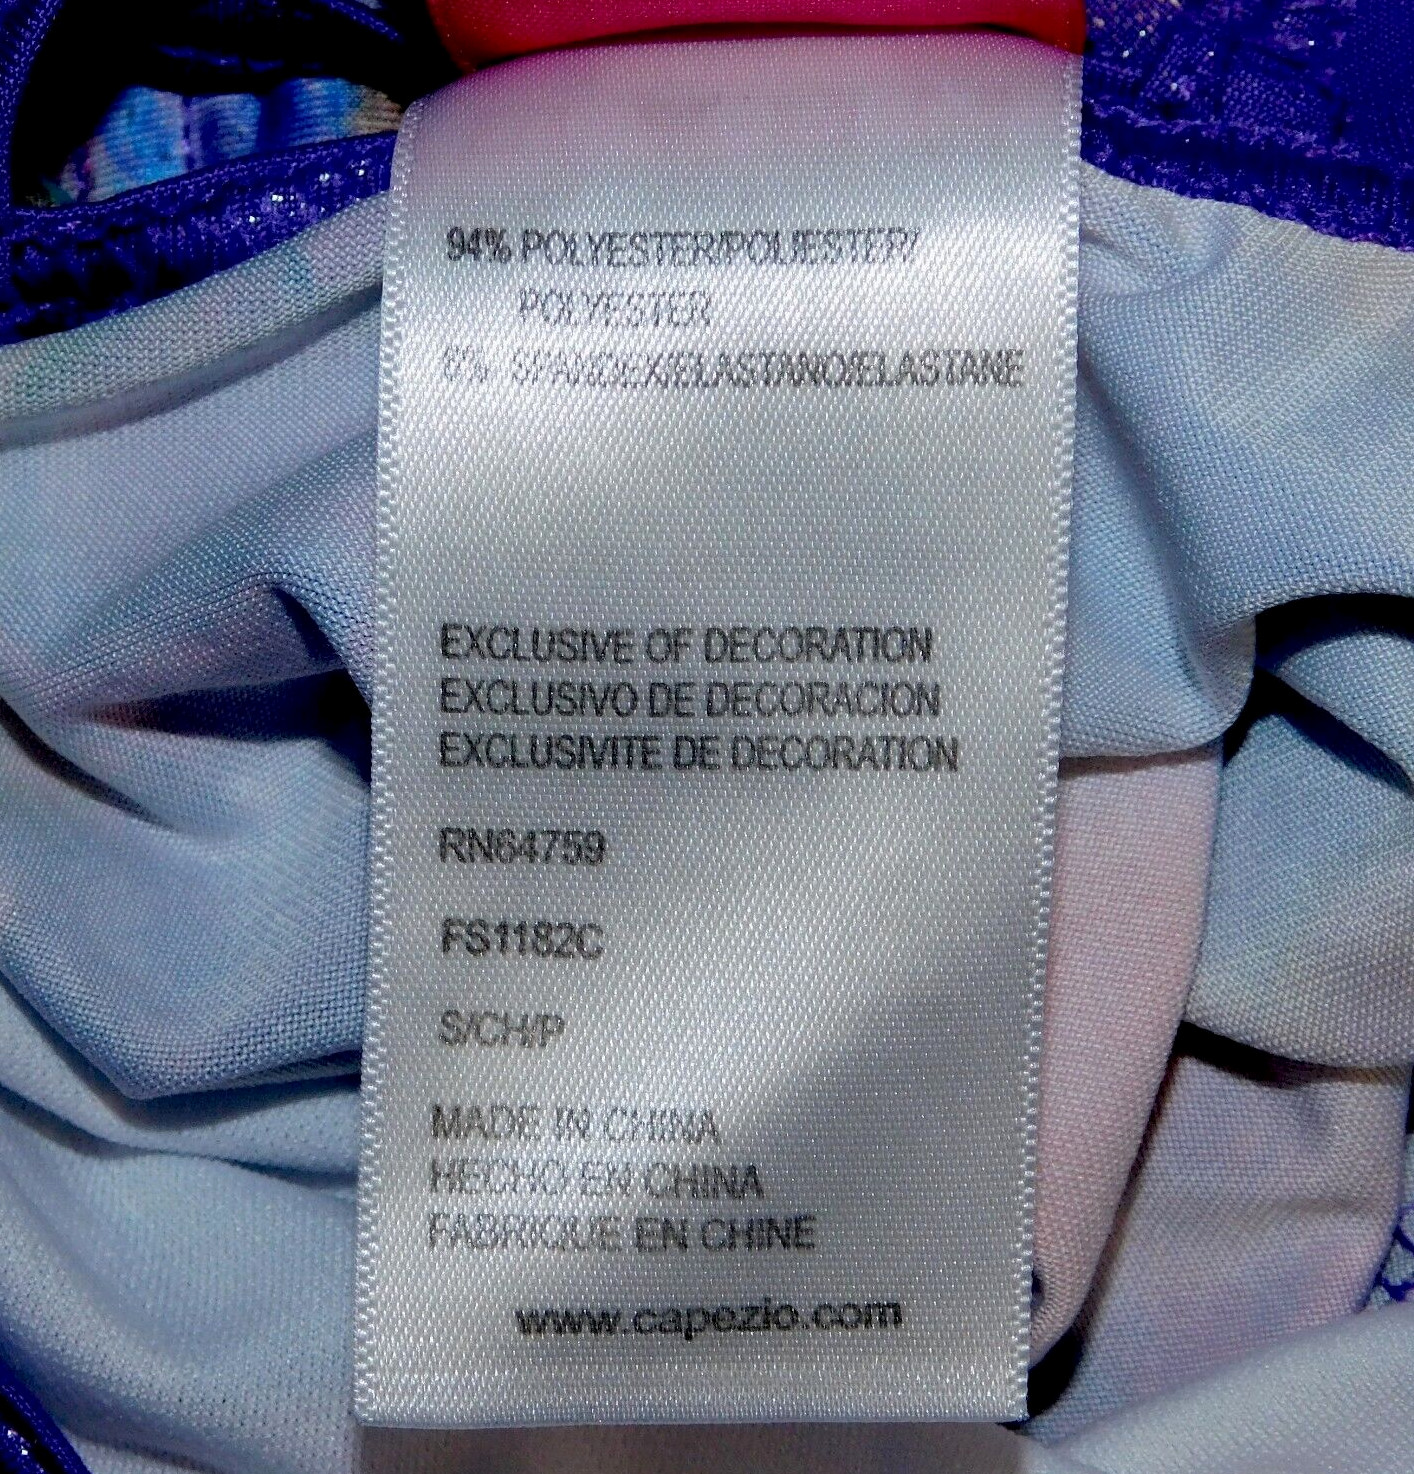 94% POLYESTER/POLIESTER/
POLYESTER
6% SPANDEX/ELASTANO/ELASTANE
EXCLUSIVE OF DECORATION
EXCLUSIVO DE DECORACION
EXCLUSIVITE DE DECORATION
RN64759
FS1182C
S/CH/P
MADE IN CHINA
HECHO EN CHINA
FABRIQUE EN CHINE
www.capezio.com